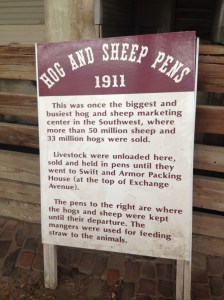 HOG AND SHEEP PENS
1911
This was once the biggest and
busiest hog and sheep marketing
center in the Southwest, where
more than 50 million sheep and
33 million hogs were sold.
Livestock were unloaded here,
sold and held in pens until they
went to Swift and Armor Packing
House (at the top of Exchange
Avenue).
The pens to the right are where
the hogs and sheep were kept
until their departure. The
mangers were used for feeding
straw to the animals.